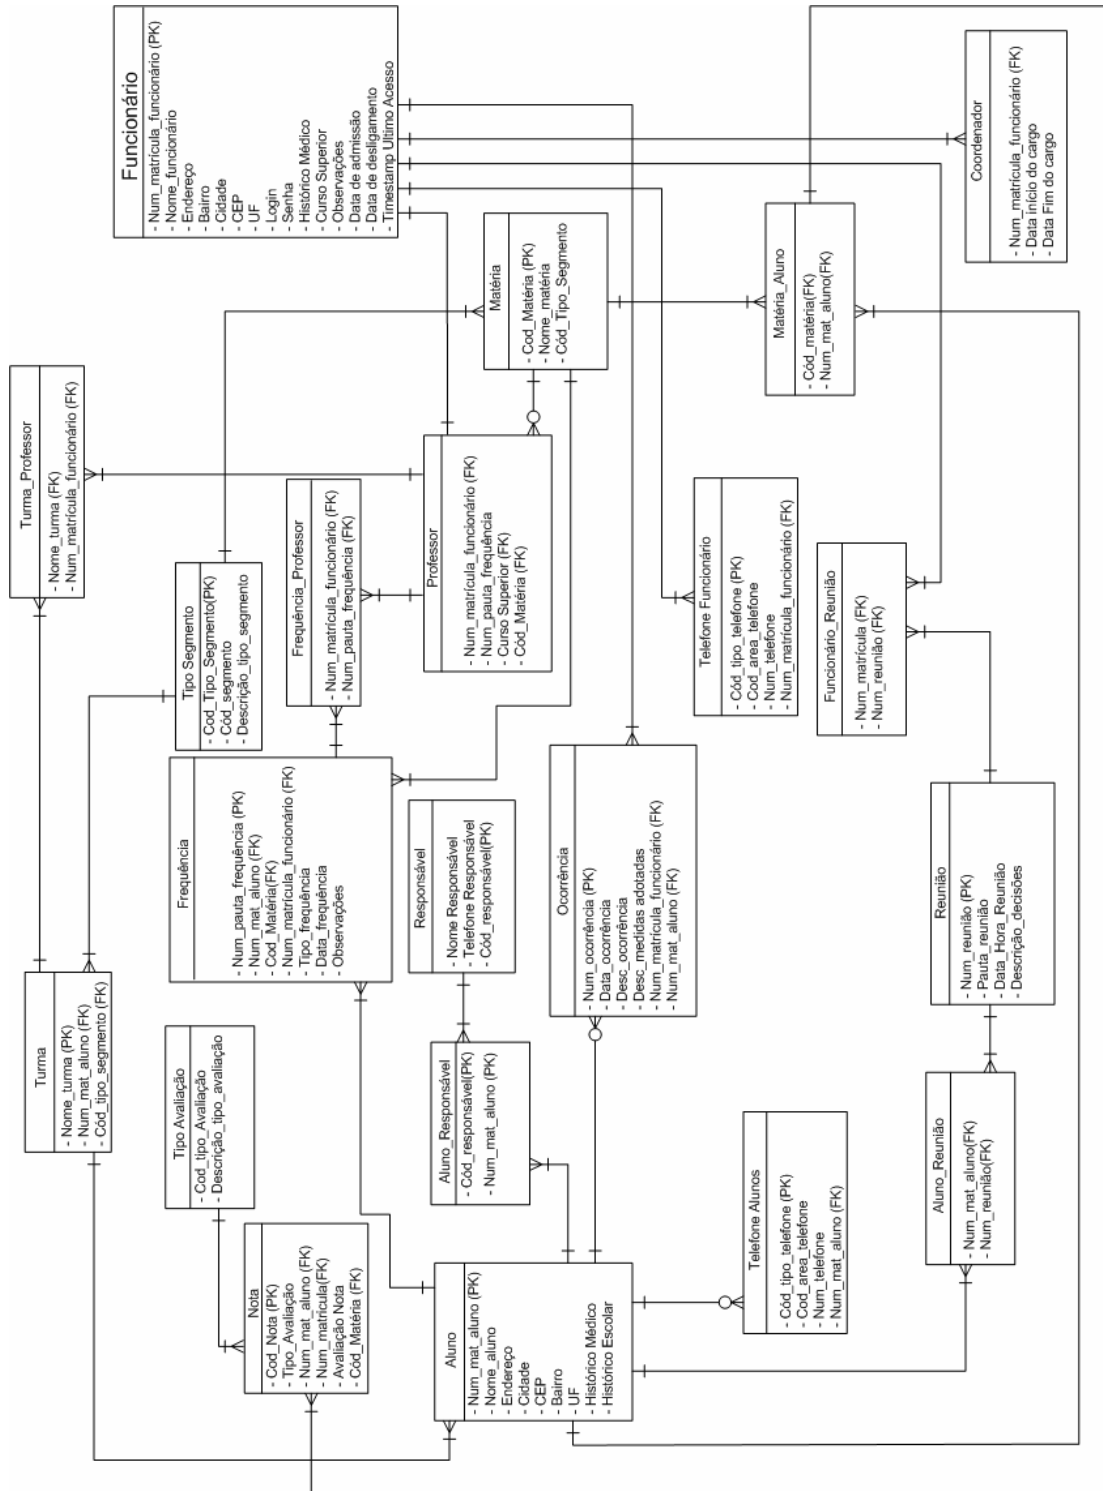 Funcionário
- Num_matrícula_funcionário (PK)
- Nome_funcionário
- Endereço
- Bairro
- Cidade
- CEP
- UF
- Login
- Senha
- Histórico Médico
- Curso Superior
- Observações
- Data de admissão
- Data de desligamento
- Timestamp Ultimo Acesso
Coordenador
- Num_matrícula_funcionário (FK)
- Data início do cargo
- Data Fim do cargo
Matéria
- Cod_Matéria (PK)
- Nome_matéria
- Cód_Tipo_Segmento
Matéria_Aluno
- Cód_matéria(FK)
- Num_mat_aluno(FK)
Turma_Professor
- Nome_turma (FK)
- Num_matrícula_funcionário (FK)
Tipo Segmento
- Cod_Tipo_Segmento(PK)
- Cód_segmento
- Descrição_tipo_segmento
Frequência_Professor
- Num_matrícula_funcionário (FK)
- Num_pauta_frequência (FK)
Professor
- Num_matrícula_funcionário (FK)
- Num_pauta_frequência
- Curso Superior (FK)
- Cód_Matéria (FK)
Telefone Funcionário
- Cód_tipo_telefone (PK)
- Cod_area_telefone
- Num_telefone
- Num_matrícula_funcionário (FK)
Funcionário_Reunião
- Num_matrícula (FK)
- Num_reunião (FK)
Frequência
- Num_pauta_frequência (PK)
- Num_mat_aluno (FK)
- Cod_Matéria(FK)
- Num_matrícula_funcionário (FK)
- Tipo_frequência
- Data_frequência
- Observações
Responsável
- Nome Responsável
- Telefone Responsável
- Cód_responsável(PK)
Ocorrência
- Num_ocorrência (PK)
- Data_ocorrência
- Desc_ocorrência
- Desc_medidas adotadas
- Num_matrícula_funcionário (FK)
- Num_mat_aluno (FK)
Reunião
- Num_reunião (PK)
- Pauta_reunião
- Data_Hora_Reunião
- Descrição_decisões
Turma
- Nome_turma (PK)
- Num_mat_aluno (FK)
- Cód_tipo_segmento (FK)
Tipo Avaliação
- Cod_tipo_Avaliação
- Descrição_tipo_avaliação
Aluno_Responsável
- Cód_responsável(PK)
- Num_mat_aluno (PK)
Telefone Alunos
- Cód_tipo_telefone (PK)
- Cod_area_telefone
- Num_telefone
- Num_mat_aluno (FK)
Aluno_Reunião
- Num_mat_aluno(FK)
- Num_reunião(FK)
Nota
- Cod_Nota (PK)
- Tipo_Avaliação
- Num_mat_aluno (FK)
- Num_matrícula(FK)
- Avaliação Nota
- Cód_Matéria (FK)
Aluno
- Num_mat_aluno (PK)
- Nome_aluno
- Endereço
- Cidade
- CEP
- Bairro
- UF
- Histórico Médico
- Histórico Escolar